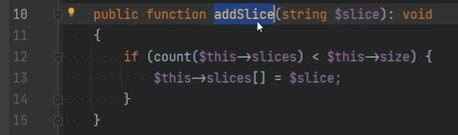 10 public function addSlice(string $slice): void
11 {
12 if (count($this->slices) < $this->size) {
13 $this->slices[] = $slice;
14 }
15 }